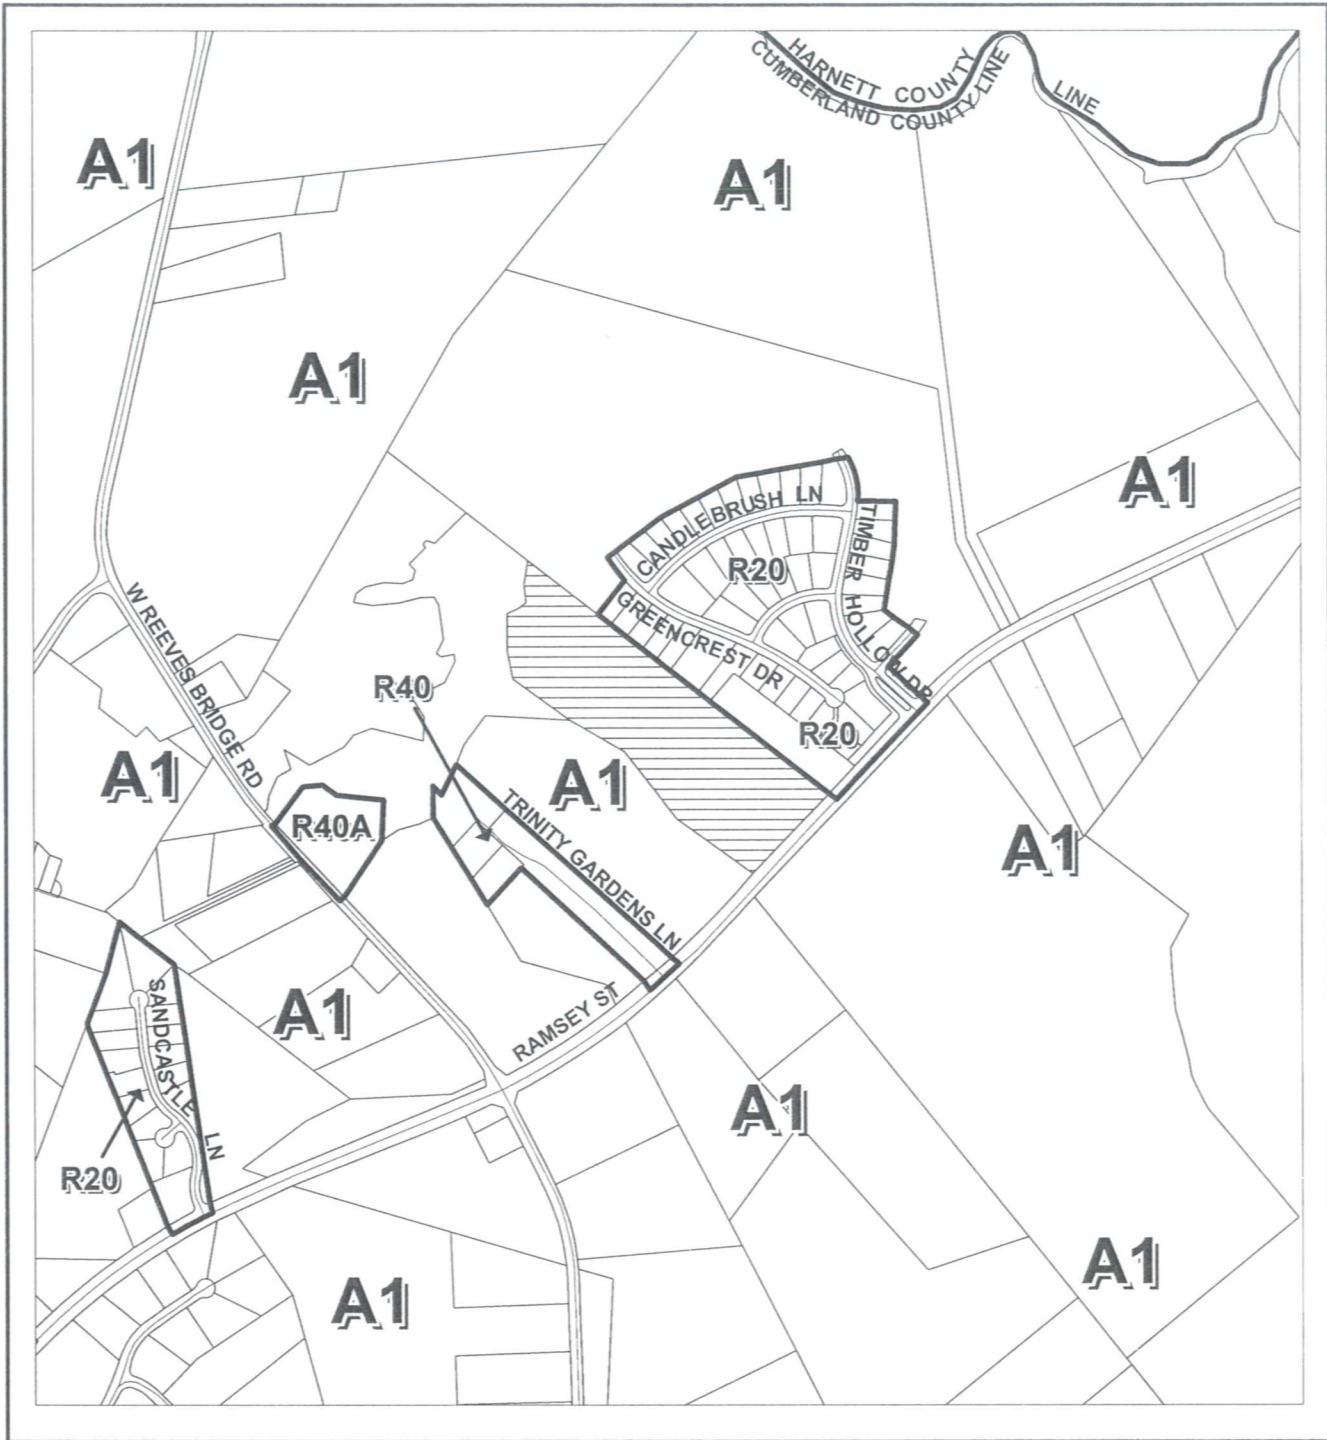 HARNETT COUNTY LINE
CUMBERLAND COUNTY LINE
A1
A1
A1
A1
CANDLEBRUSH LN
TIMBER HOLLOW DR
R20
GREENCREST DR
W REEVES BRIDGE RD
R40
R20
A1
A1
TRINITY GARDENS LN
R40A
A1
SANDCASTLE LN
A1
RAMSEY ST
A1
R20
A1
A1